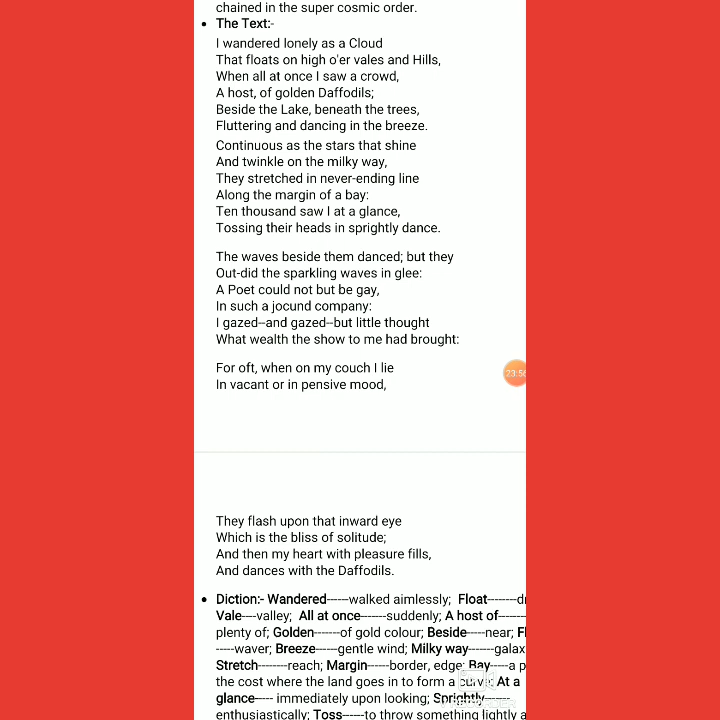 chained in the super cosmic order.
• The Text:-
I wandered lonely as a Cloud
That floats on high o'er vales and Hills,
When all at once I saw a crowd,
A host, of golden Daffodils;
Beside the Lake, beneath the trees,
Fluttering and dancing in the breeze.
Continuous as the stars that shine
And twinkle on the milky way,
They stretched in never-ending line
Along the margin of a bay:
Ten thousand saw I at a glance,
Tossing their heads in sprightly dance.
The waves beside them danced; but they
Out-did the sparkling waves in glee:
A Poet could not but be gay,
In such a jocund company:
I gazed--and gazed--but little thought
What wealth the show to me had brought:
For oft, when on my couch I lie
23:56
In vacant or in pensive mood,
They flash upon that inward eye
Which is the bliss of solitude;
And then my heart with pleasure fills,
And dances with the Daffodils.
• Diction:- Wandered------walked aimlessly; Float--------
Vale----valley; All at once-------suddenly; A host of--------
plenty of; Golden-------of gold colour; Beside-----near;
-----waver; Breeze------gentle wind; Milky way-------
Stretch--------reach; Margin------border, edge; Bay-----a
the cost where the land goes in to form a curve; At a
glance----- immediately upon looking; Sprightly-------
enthusiastically; Toss-----to throw something lightly